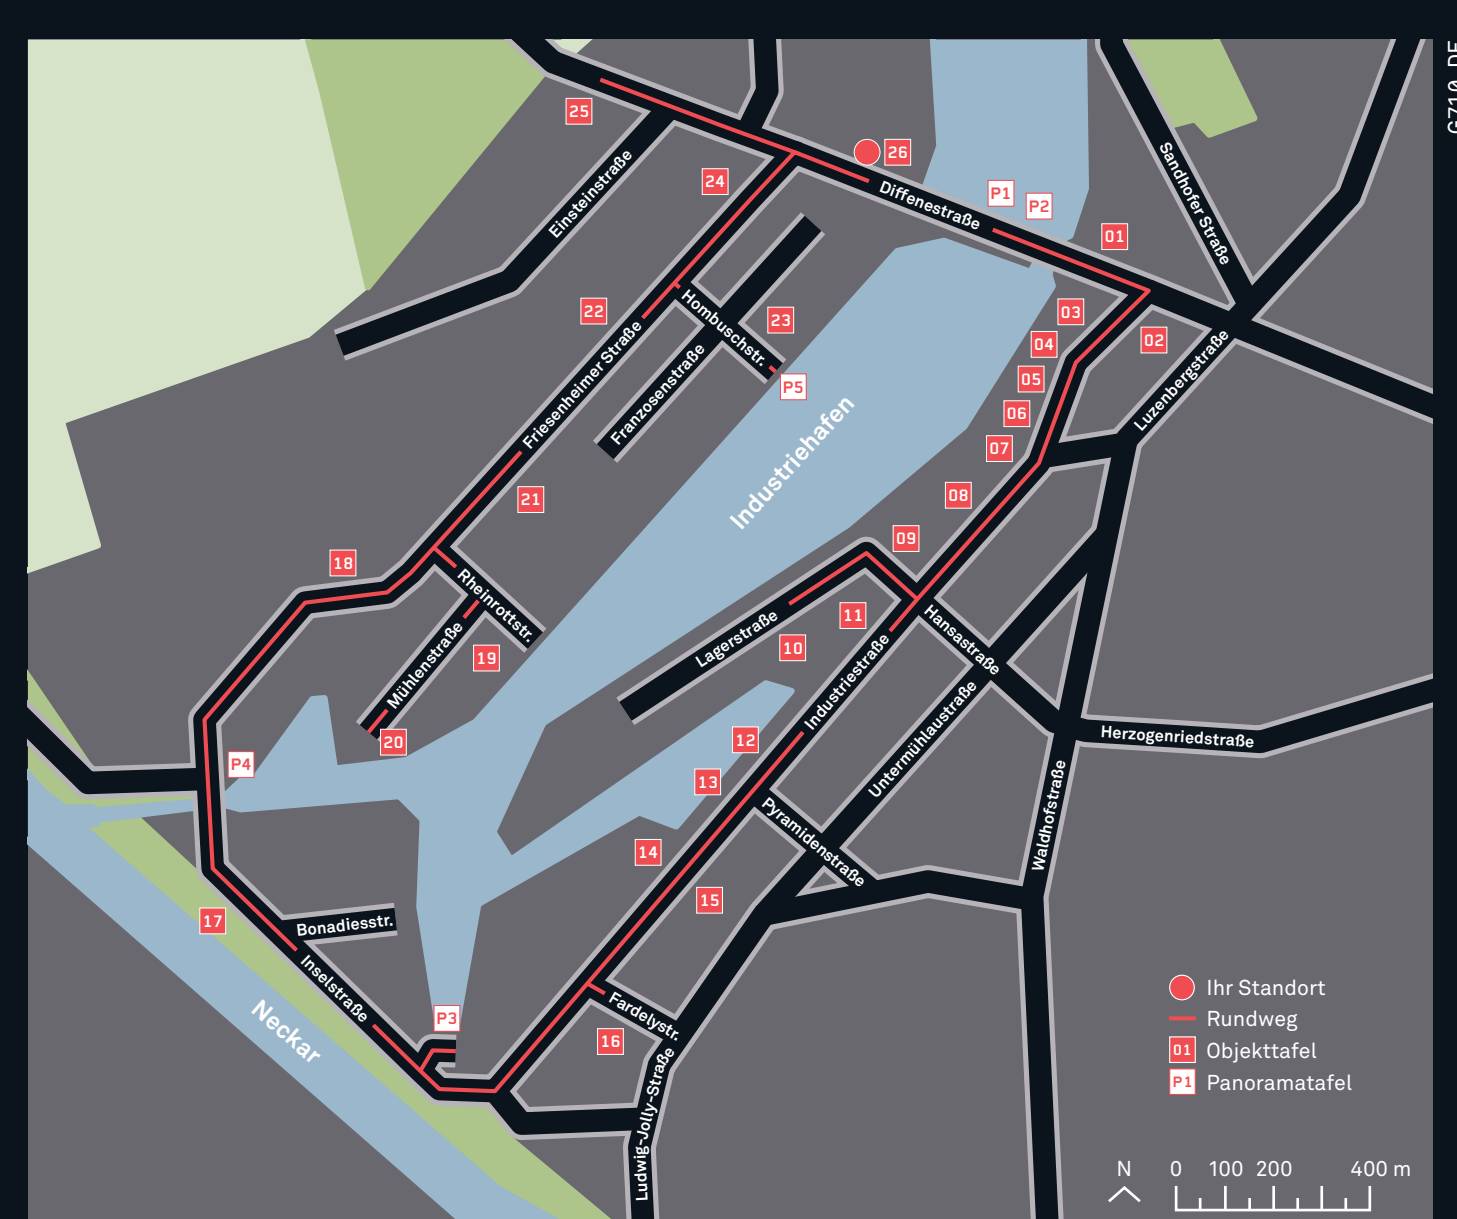 G710 DE
25
26
24
Einsteinstraße
Diffenestraße
P1
P2
01
Sandhofer Straße
22
Hombuschstr.
23
03
04
02
05
Luzenbergstraße
Friesenheimer Straße
Franzosenstraße
P5
06
07
Industriehafen
21
08
09
18
Rheinrottstr.
19
Mühlenstraße
20
Lagerstraße
11
10
Hansastraße
Industriestraße
Untermühlaustraße
12
13
Herzogenriedstraße
P4
Pyramidenstraße
Waldhofstraße
14
15
17
Bonadiesstr.
Inselstraße
Neckar
P3
Fardelystr.
16
Ludwig-Jolly-Straße
Ihr Standort
Rundweg
01 Objekttafel
P1 Panoramatafel
N 0 100 200 400 m